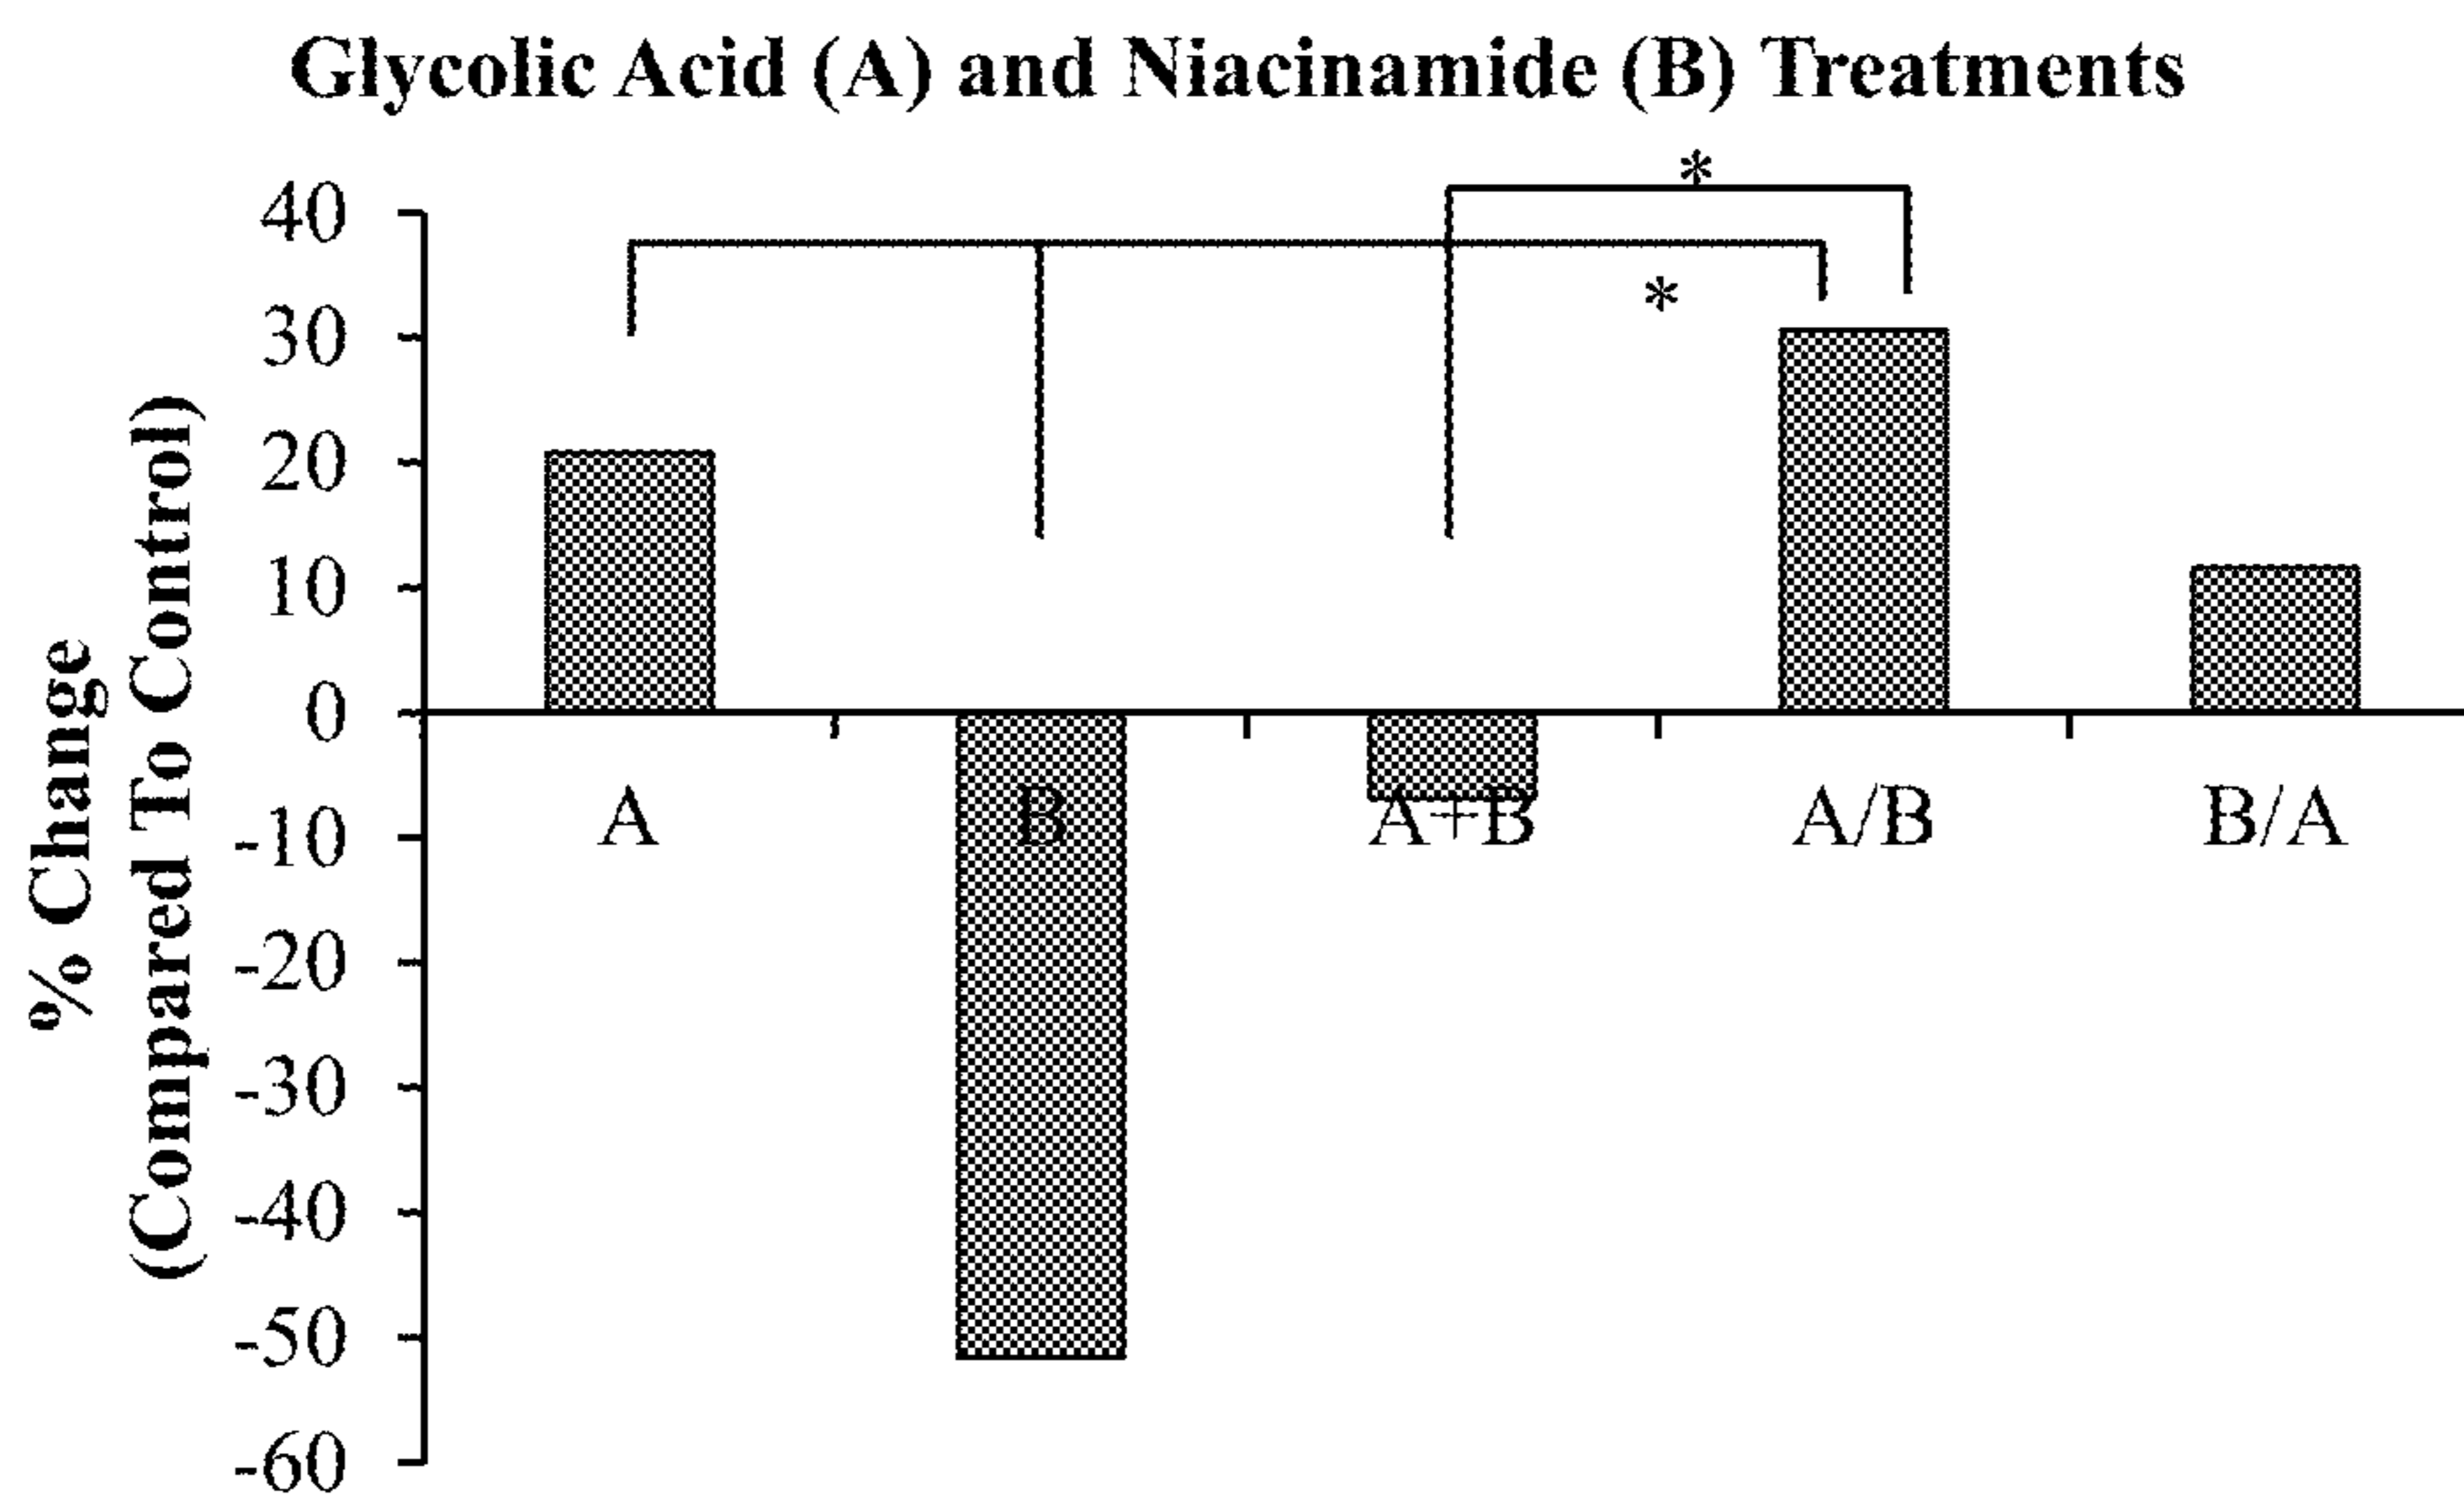 Glycolic Acid (A) and Niacinamide (B) Treatments
*
*
40
30
20
10
0
-10
-20
-30
-40
-50
-60
% Change
(Compared To Control)
A
B
A+B
A/B
B/A